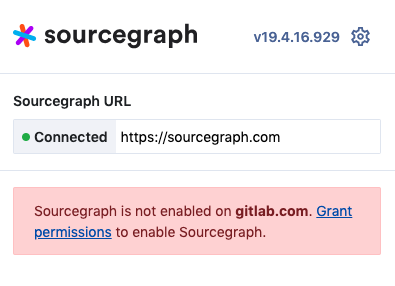 sourcegraph v19.4.16.929
Sourcegraph URL
Connected https://sourcegraph.com
Sourcegraph is not enabled on gitlab.com. Grant
permissions to enable Sourcegraph.